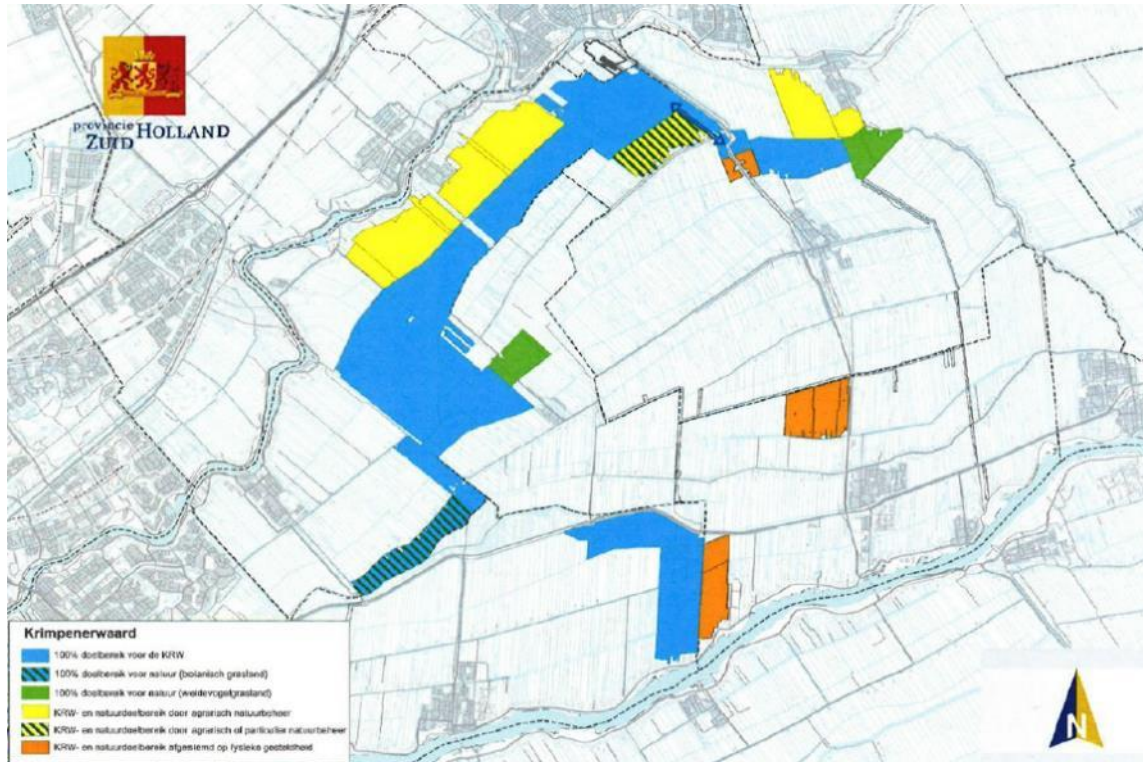 provincie HOLLAND
ZUID
Krimpenerwaard
100% doelbereik voor de KRW
100% doelbereik voor natuur (botanisch grasland)
100% doelbereik voor natuur (weidevogelgrasland)
KRW- en natuurdoelbereik door agrarisch natuurbeheer
KRW- en natuurdoelbereik door agrarisch of particulier natuurbeheer
KRW- en natuurdoelbereik afgestemd op fysieke gesteldheid
N